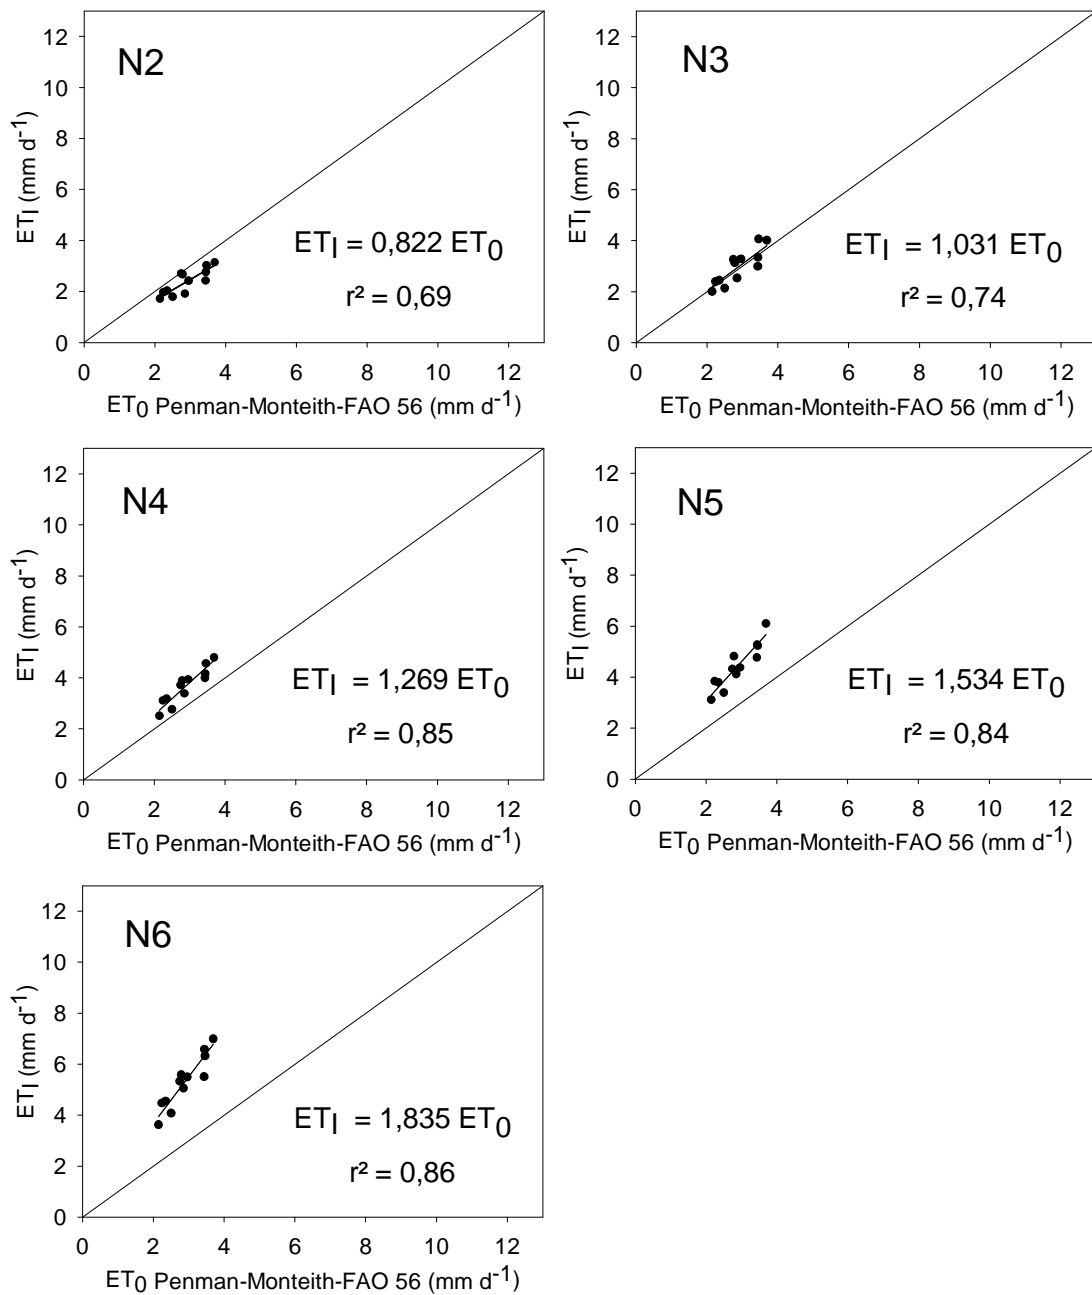 N2
ET_I (mm d⁻¹)
12
10
8
6
4
2
0
ET_I = 0,822 ET_0
r² = 0,69
0 2 4 6 8 10 12
ET_0 Penman-Monteith-FAO 56 (mm d⁻¹)
N3
ET_I (mm d⁻¹)
12
10
8
6
4
2
0
ET_I = 1,031 ET_0
r² = 0,74
0 2 4 6 8 10 12
ET_0 Penman-Monteith-FAO 56 (mm d⁻¹)
N4
ET_I (mm d⁻¹)
12
10
8
6
4
2
0
ET_I = 1,269 ET_0
r² = 0,85
0 2 4 6 8 10 12
ET_0 Penman-Monteith-FAO 56 (mm d⁻¹)
N5
ET_I (mm d⁻¹)
12
10
8
6
4
2
0
ET_I = 1,534 ET_0
r² = 0,84
0 2 4 6 8 10 12
ET_0 Penman-Monteith-FAO 56 (mm d⁻¹)
N6
ET_I (mm d⁻¹)
12
10
8
6
4
2
0
ET_I = 1,835 ET_0
r² = 0,86
0 2 4 6 8 10 12
ET_0 Penman-Monteith-FAO 56 (mm d⁻¹)